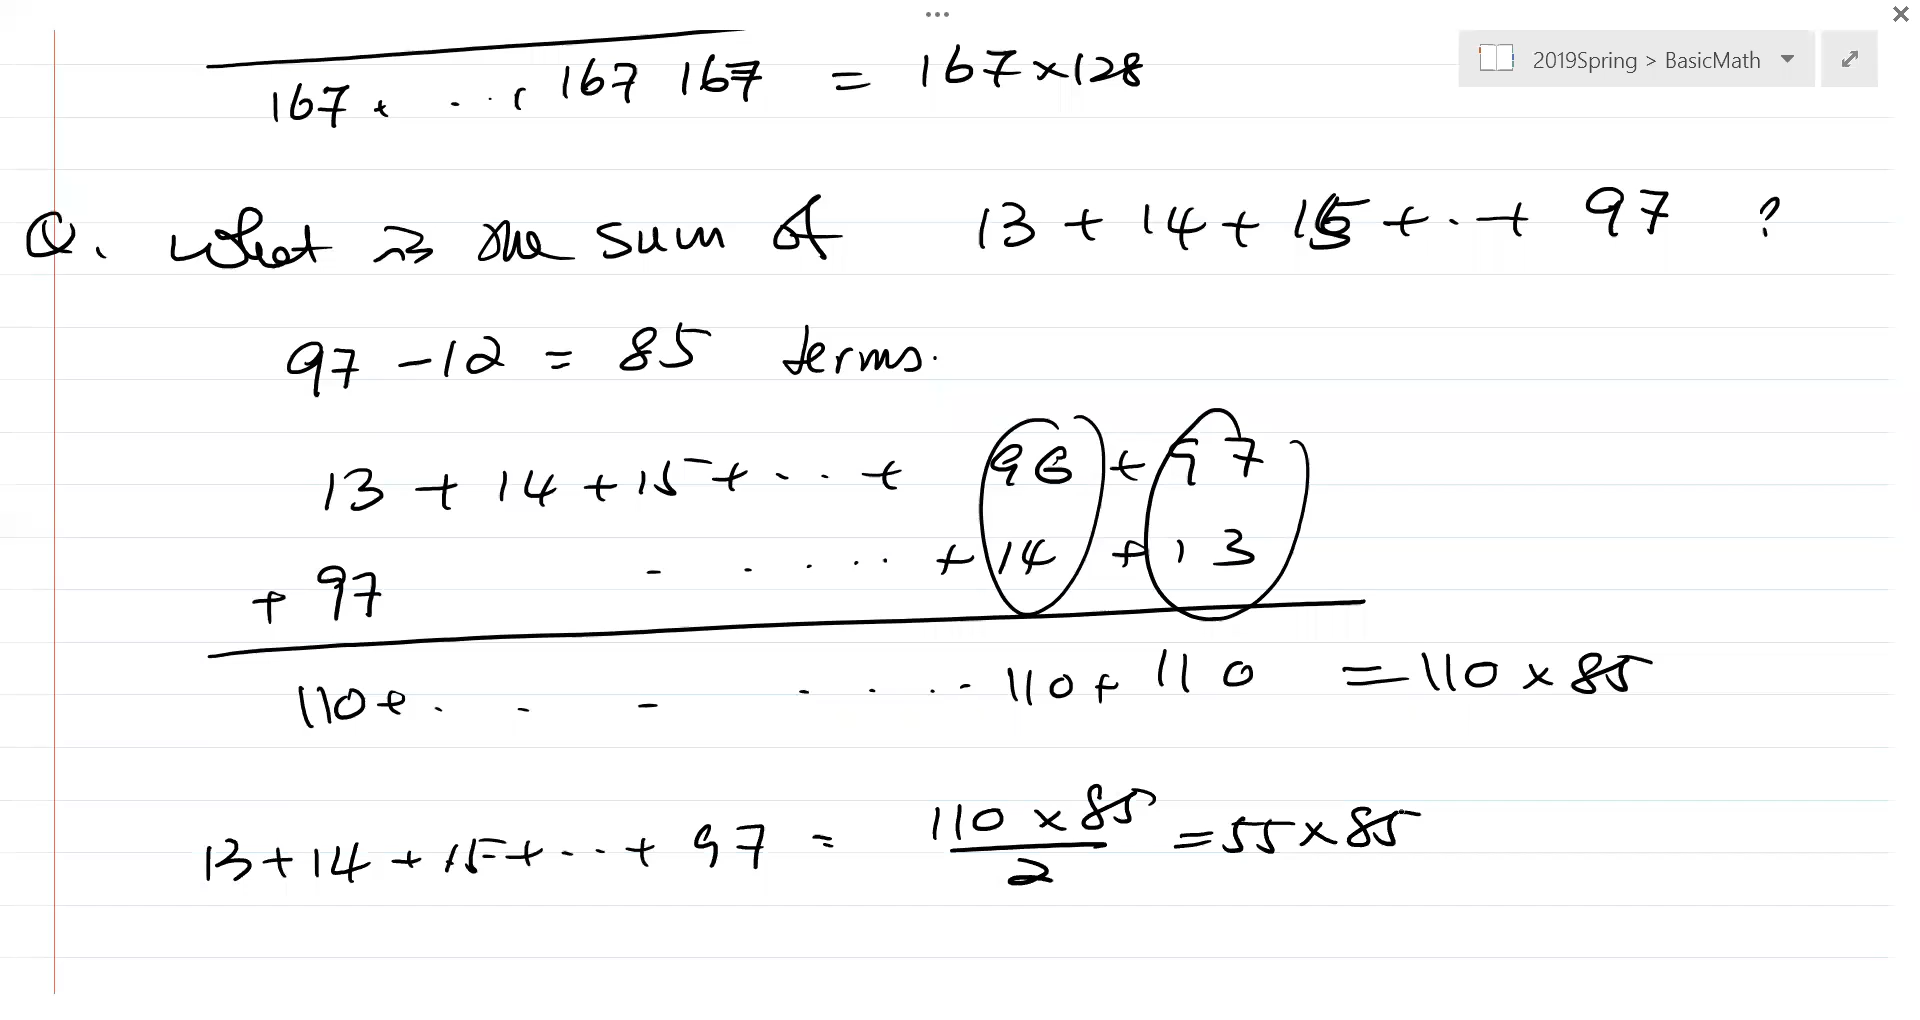 2019Spring > BasicMath
167 + . . . 167 167 = 167 × 128
Q. What is the sum of 13 + 14 + 15 + . . + 97 ?
97 - 12 = 85 terms.
13 + 14 + 15 + . . . + 96 + 97
+ 97 . . . . . . + 14 + 13
110 + . . . . . . . 110 + 110 = 110 × 85
13 + 14 + 15 + . . . + 97 = 110 × 85 / 2 = 55 × 85